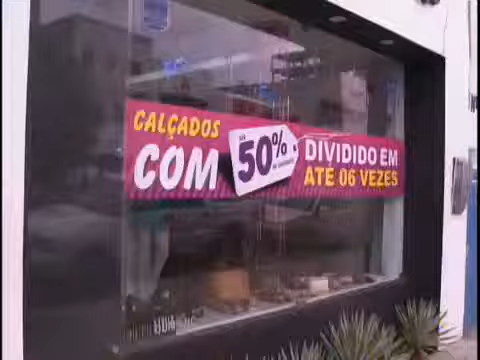 CALÇADOS
COM
50%
DIVIDIDO EM
ATE 06 VEZES